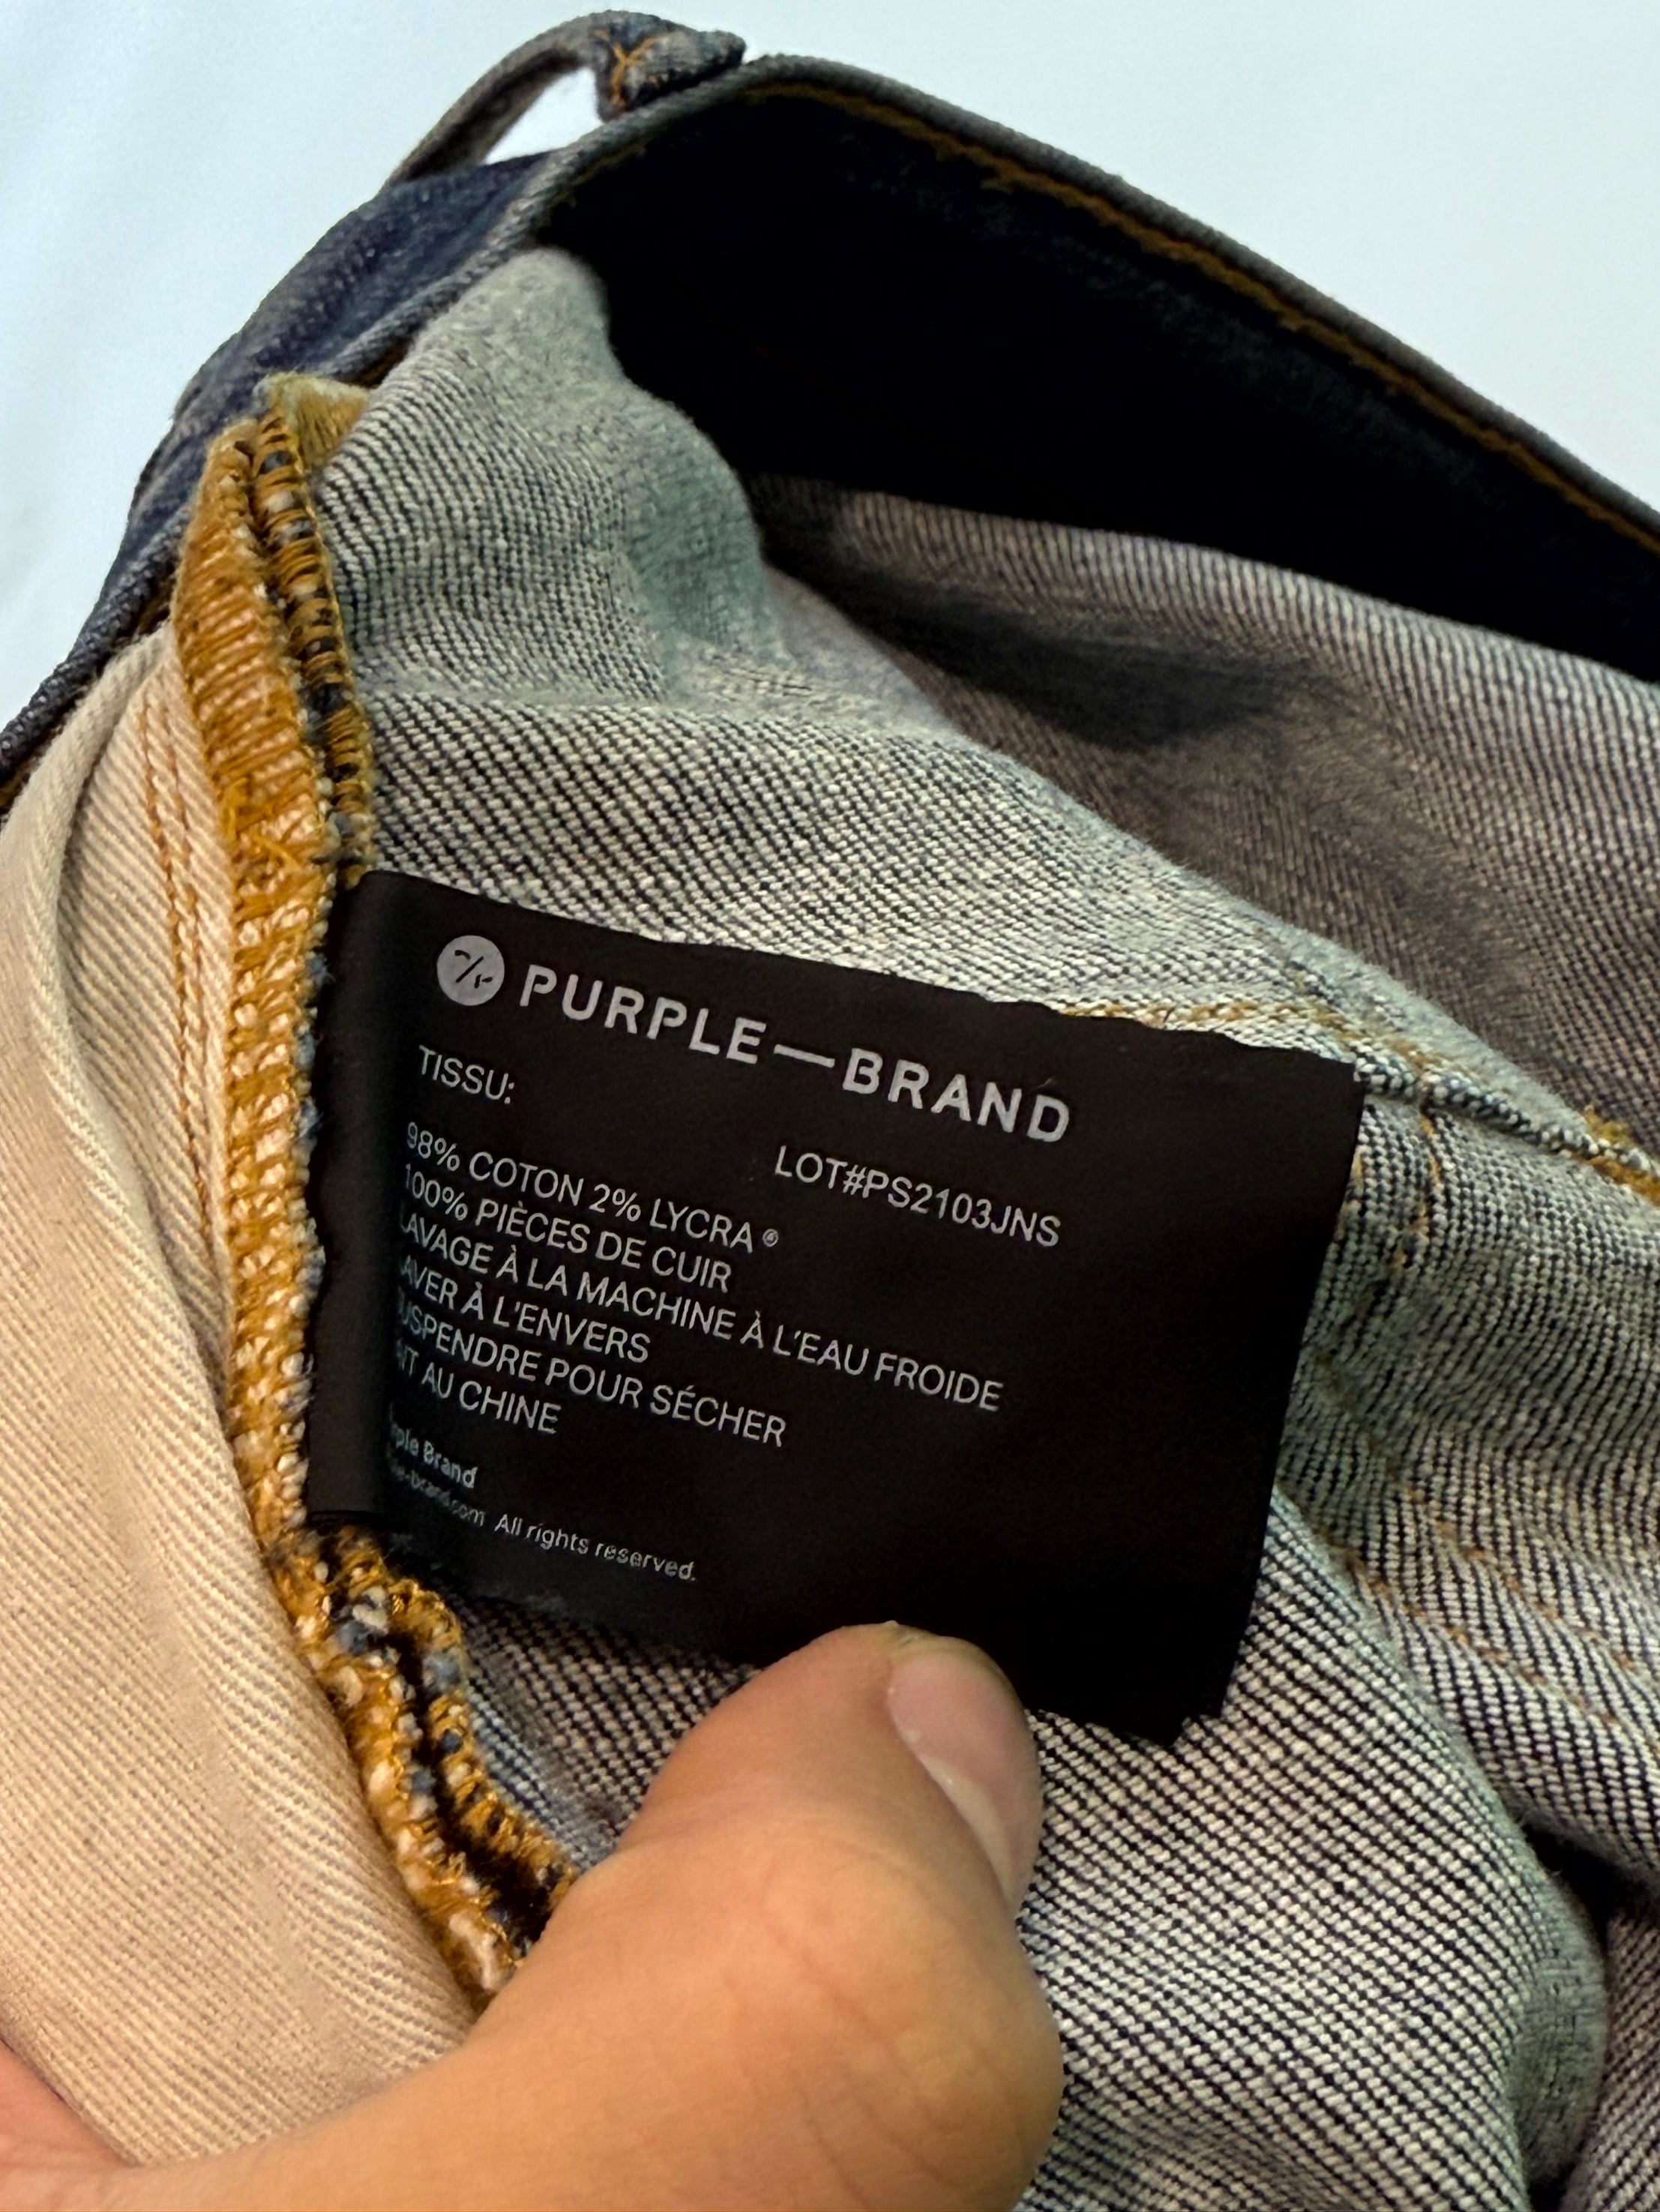 PURPLE—BRAND
TISSU:
LOT#PS2103JNS
98% COTON 2% LYCRA®
100% PIÈCES DE CUIR
LAVAGE À LA MACHINE À L'EAU FROIDE
LAVER À L'ENVERS
SUSPENDRE POUR SÉCHER
AU CHINE
Brand
All rights reserved.